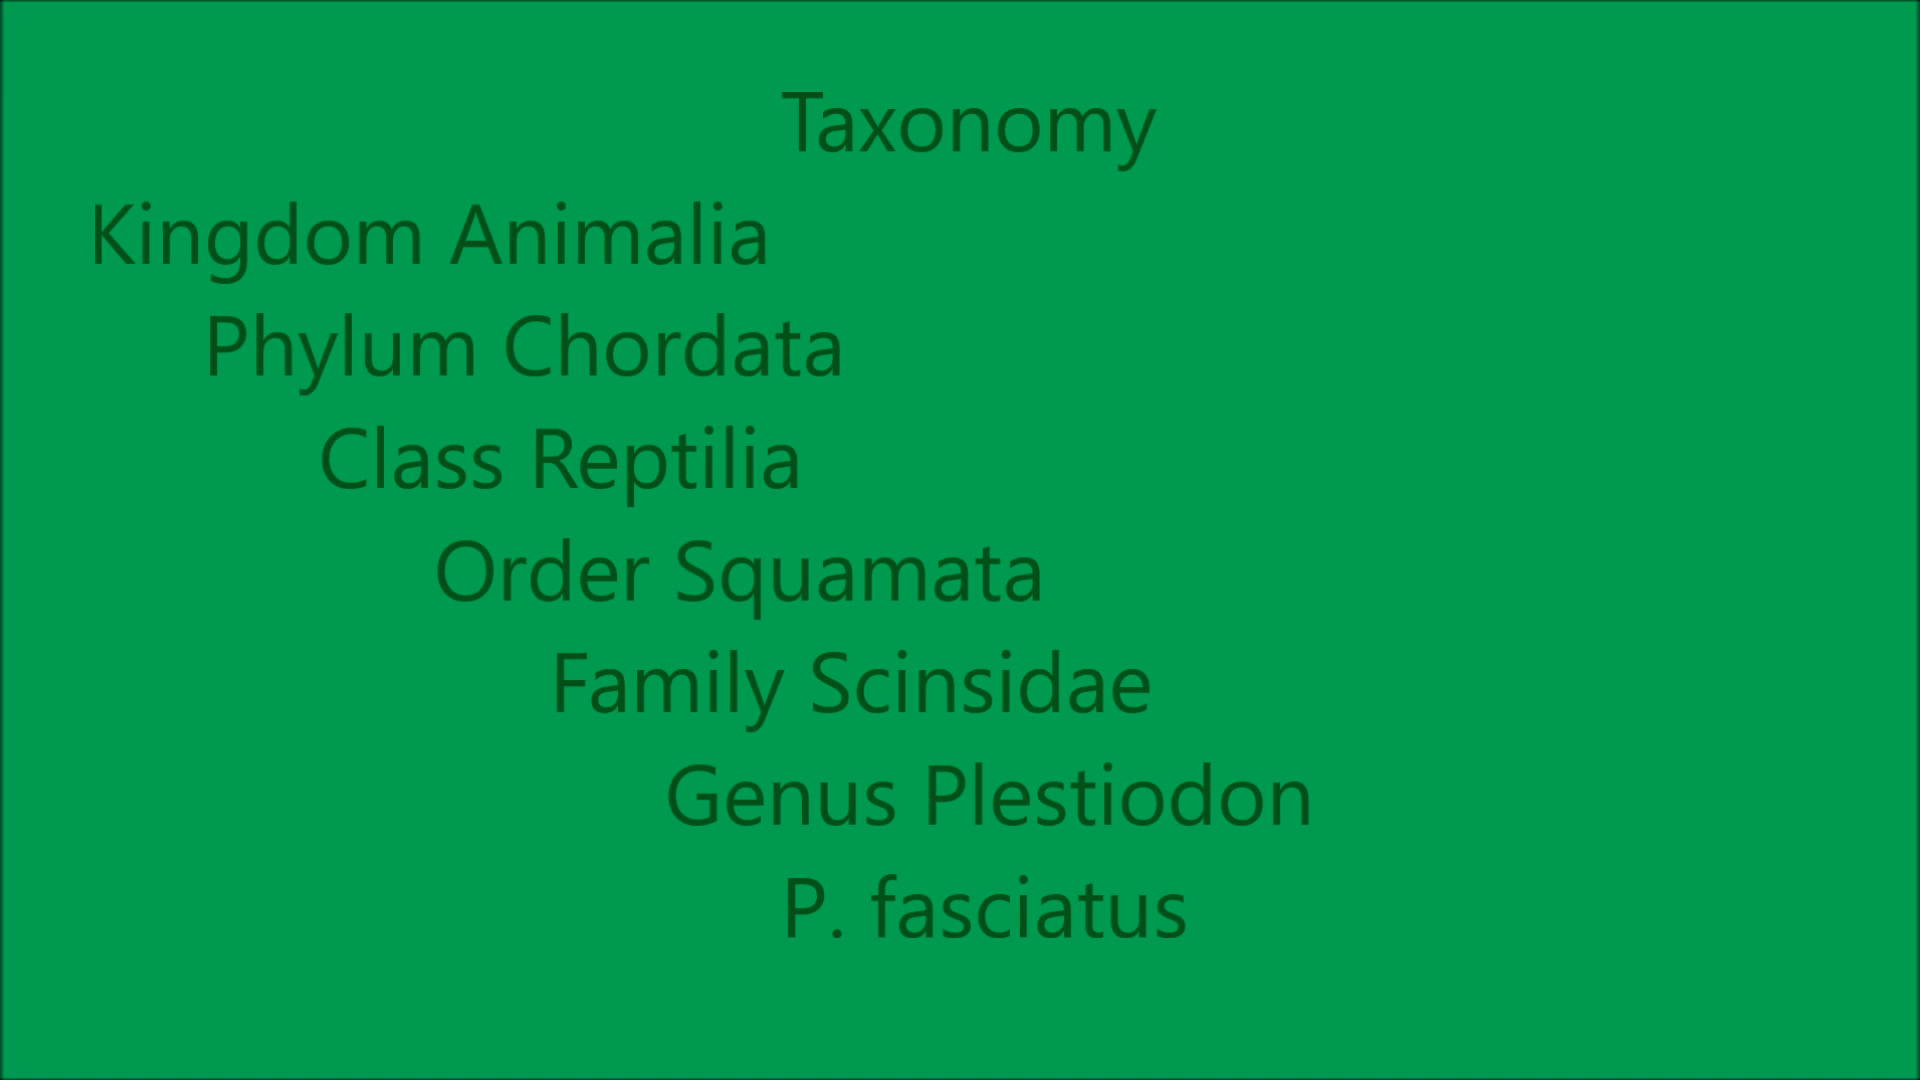 Taxonomy
Kingdom Animalia
Phylum Chordata
Class Reptilia
Order Squamata
Family Scinsidae
Genus Plestiodon
P. fasciatus